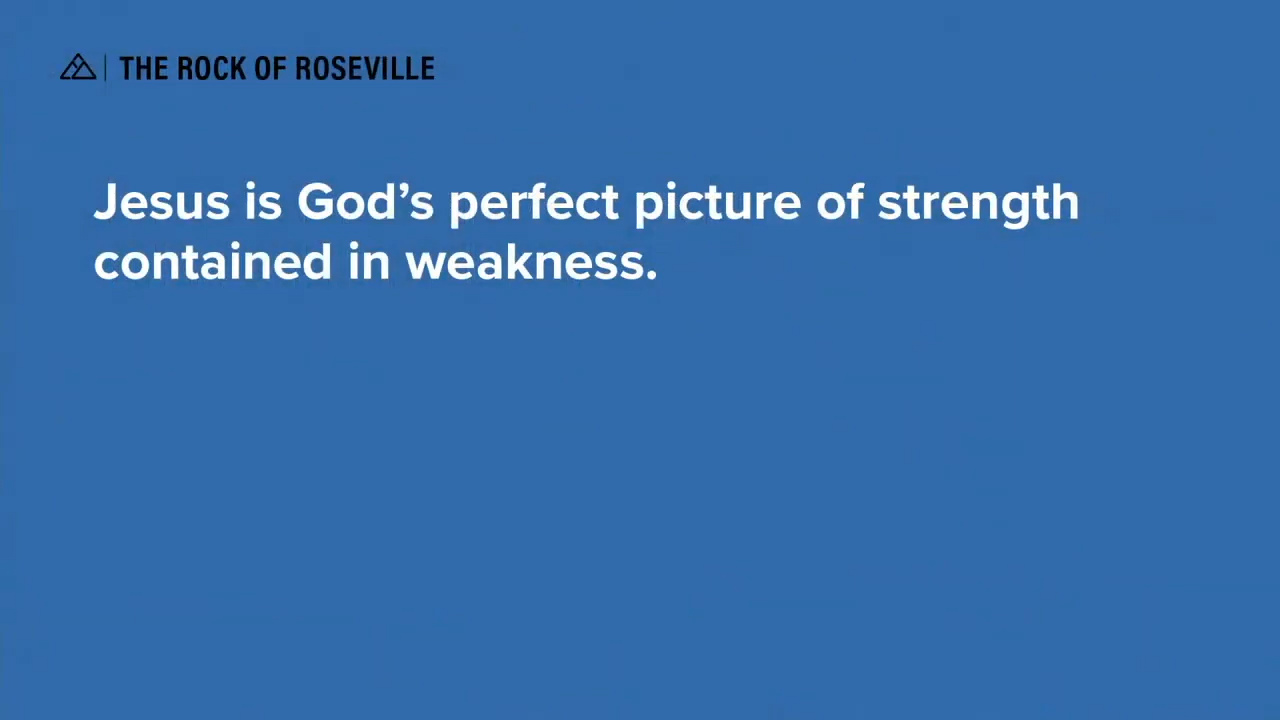 THE ROCK OF ROSEVILLE
Jesus is God’s perfect picture of strength
contained in weakness.